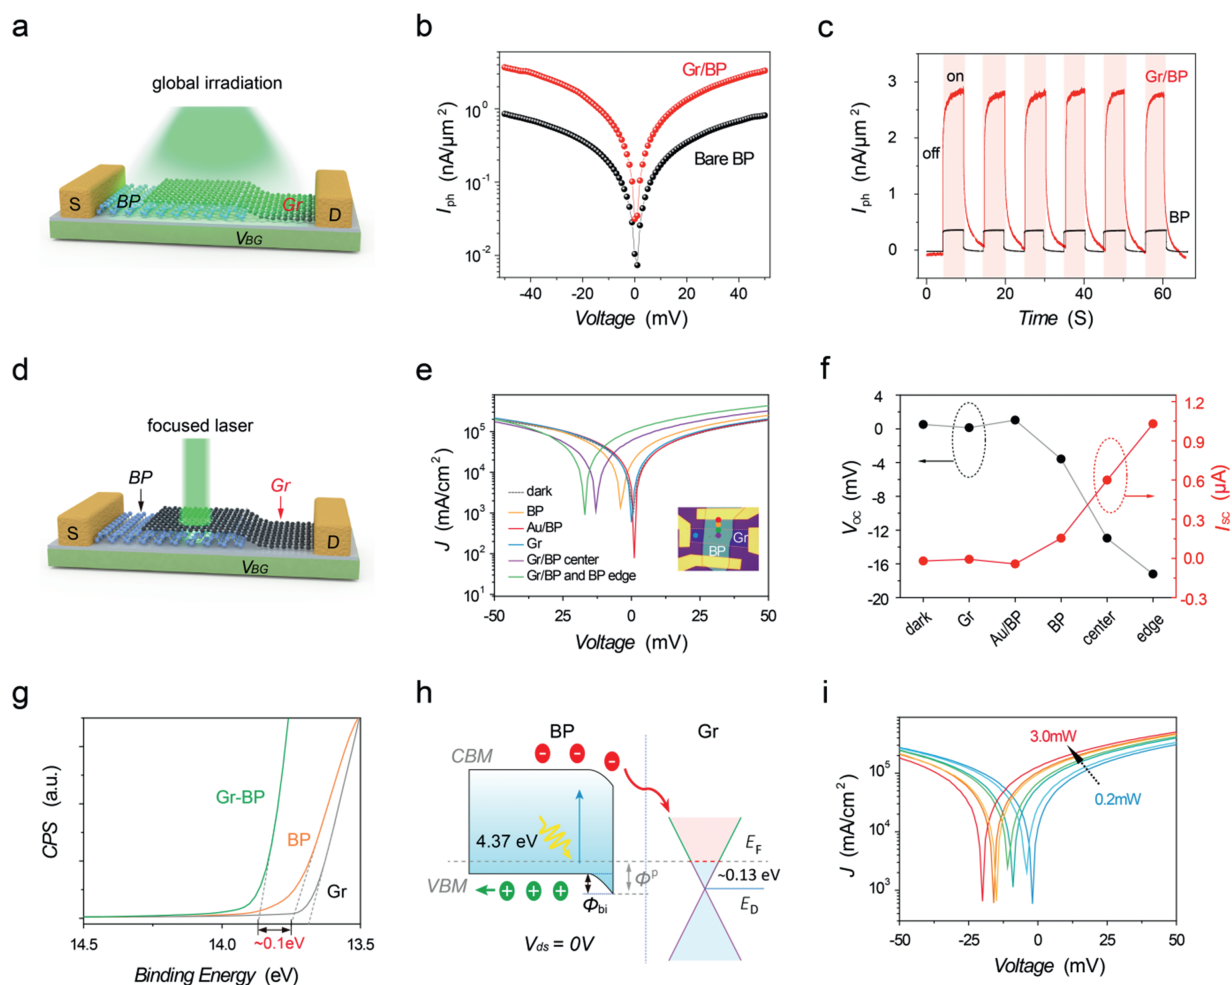 a
global irradiation
S
BP
Gr
D
VBG
b
Iph (nA/μm²)
10⁰
10⁻¹
10⁻²
Gr/BP
Bare BP
-40
-20
0
20
40
Voltage (mV)
c
Iph (nA/μm²)
3
2
1
0
on
off
Gr/BP
BP
0
20
40
60
Time (S)
d
focused laser
BP
Gr
S
D
VBG
e
J (mA/cm²)
10⁵
10⁴
10³
10²
10¹
dark
BP
Au/BP
Gr
Gr/BP center
Gr/BP and BP edge
Gr
BP
-50
25
0
25
50
Voltage (mV)
f
VOC (mV)
4
0
-4
-8
-12
-16
-20
1.2
0.9
0.6
0.3
0.0
-0.3
ISC (μA)
dark
Gr
Au/BP
BP
center
edge
g
CPS (a.u.)
Gr-BP
BP
Gr
~0.1eV
14.5
14.0
13.5
Binding Energy (eV)
h
BP
Gr
CBM
4.37 eV
VBM
Φbi
Φᵖ
EF
~0.13 eV
ED
Vds = 0V
i
J (mA/cm²)
10⁵
10⁴
10³
3.0mW
0.2mW
-50
-25
0
25
50
Voltage (mV)